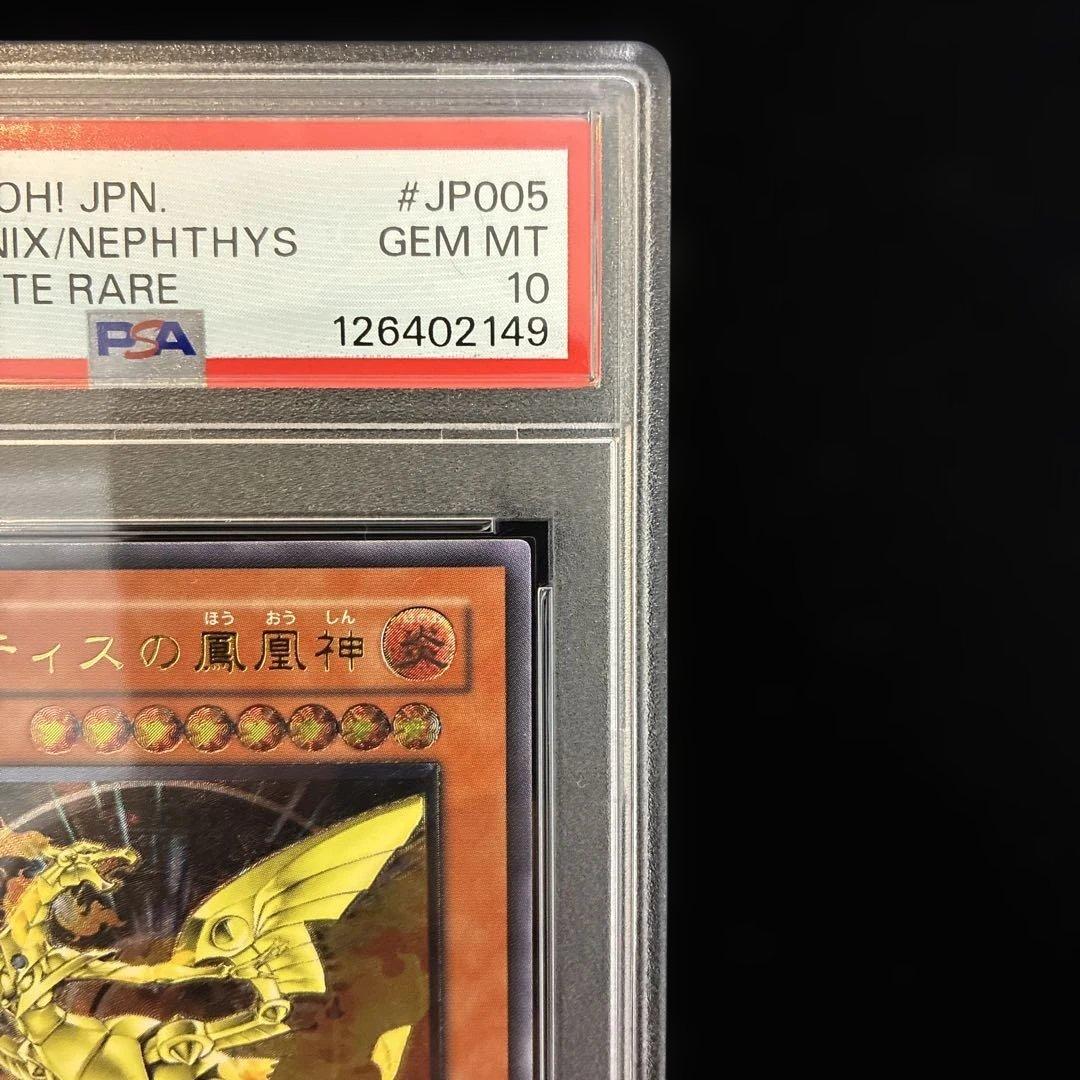 OH! JPN. #JP005
NIX/NEPHTHYS GEM MT
TE RARE 10
PSA 126402149
ほう おう しん
ティスの鳳凰神 炎